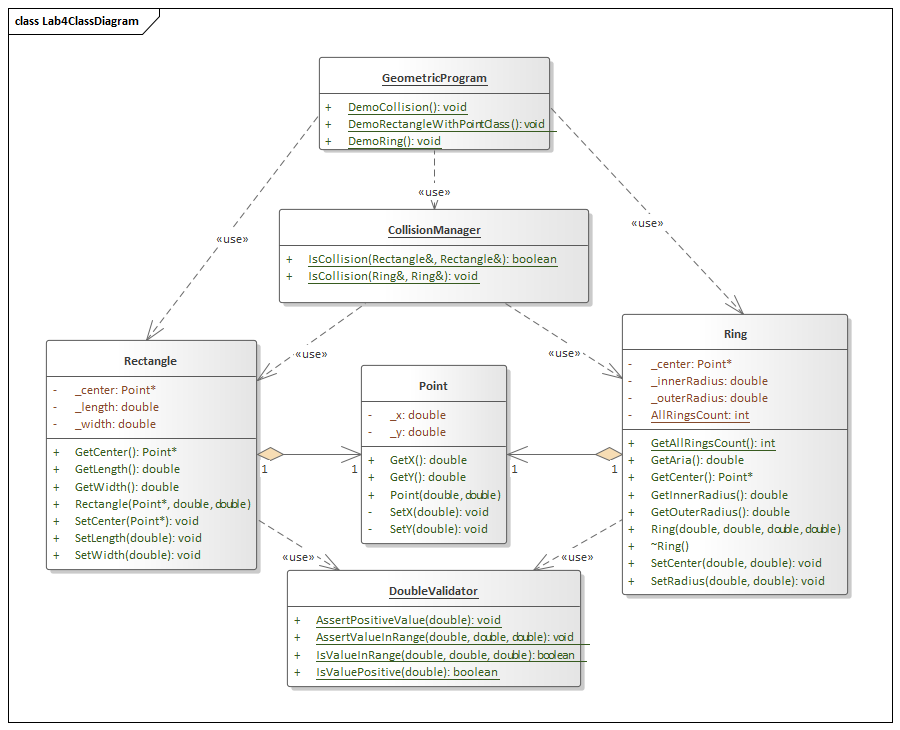 class Lab4ClassDiagram
GeometricProgram
+ DemoCollision(): void
+ DemoRectangleWithPointClass(): void
+ DemoRing(): void
«use»
«use»
«use»
CollisionManager
+ IsCollision(Rectangle&, Rectangle&): boolean
+ IsCollision(Ring&, Ring&): void
«use»
«use»
Rectangle
- _center: Point*
- _length: double
- _width: double
+ GetCenter(): Point*
+ GetLength(): double
+ GetWidth(): double
+ Rectangle(Point*, double, double)
+ SetCenter(Point*): void
+ SetLength(double): void
+ SetWidth(double): void
1 1
Point
- _x: double
- _y: double
+ GetX(): double
+ GetY(): double
+ Point(double, double)
- SetX(double): void
- SetY(double): void
1 1
Ring
- _center: Point*
- _innerRadius: double
- _outerRadius: double
- AllRingsCount: int
+ GetAllRingsCount(): int
+ GetAria(): double
+ GetCenter(): Point*
+ GetInnerRadius(): double
+ GetOuterRadius(): double
+ Ring(double, double, double, double)
+ ~Ring()
+ SetCenter(double, double): void
+ SetRadius(double, double): void
«use»
«use»
DoubleValidator
+ AssertPositiveValue(double): void
+ AssertValueInRange(double, double, double): void
+ IsValueInRange(double, double, double): boolean
+ IsValuePositive(double): boolean